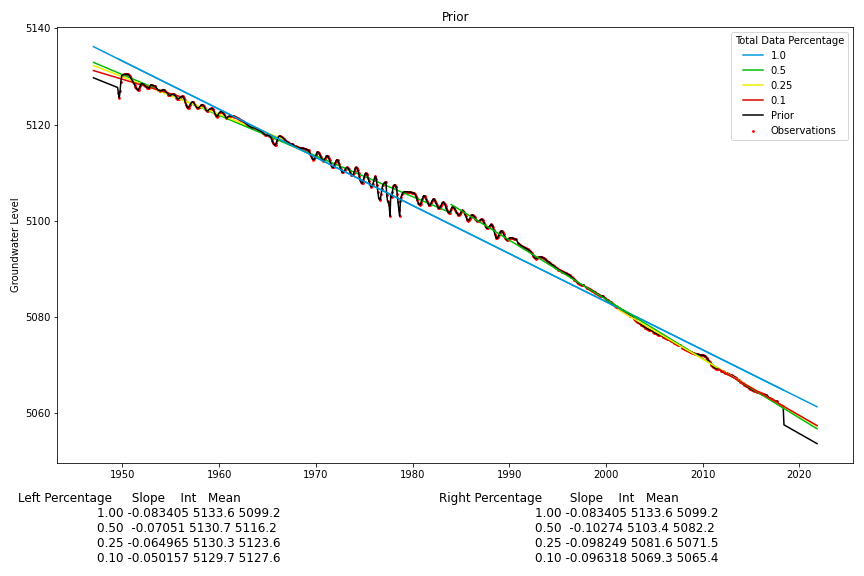 Prior
5140
5120
5100
5080
5060
Groundwater Level
Total Data Percentage
1.0
0.5
0.25
0.1
Prior
Observations
1950 1960 1970 1980 1990 2000 2010 2020
Left Percentage Slope Int Mean
1.00 -0.083405 5133.6 5099.2
0.50 -0.07051 5130.7 5116.2
0.25 -0.064965 5130.3 5123.6
0.10 -0.050157 5129.7 5127.6
Right Percentage Slope Int Mean
1.00 -0.083405 5133.6 5099.2
0.50 -0.10274 5103.4 5082.2
0.25 -0.098249 5081.6 5071.5
0.10 -0.096318 5069.3 5065.4